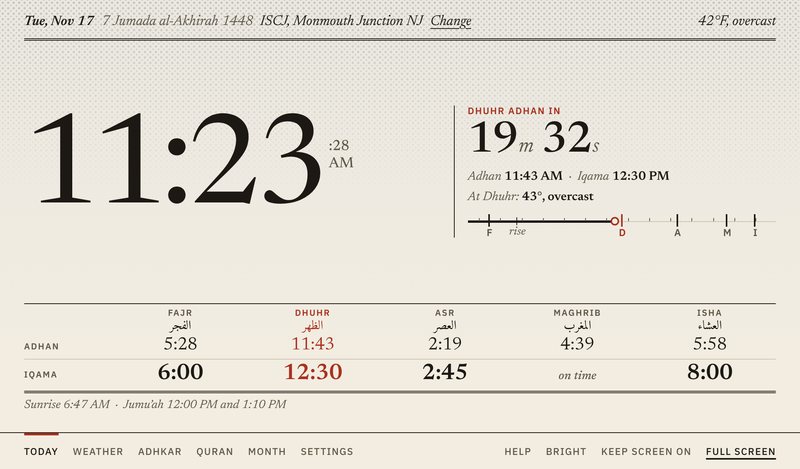 Tue, Nov 17 7 Jumada al-Akhirah 1448 ISCJ, Monmouth Junction NJ Change 42°F, overcast
11:23 :28 AM
DHUHR ADHAN IN
19m 32s
Adhan 11:43 AM · Iqama 12:30 PM
At Dhuhr: 43°, overcast
F rise D A M I
FAJR DHUHR ASR MAGHRIB ISHA
الفجر الظهر العصر المغرب العشاء
ADHAN 5:28 11:43 2:19 4:39 5:58
IQAMA 6:00 12:30 2:45 on time 8:00
Sunrise 6:47 AM · Jumu'ah 12:00 PM and 1:10 PM
TODAY WEATHER ADHKAR QURAN MONTH SETTINGS HELP BRIGHT KEEP SCREEN ON FULL SCREEN